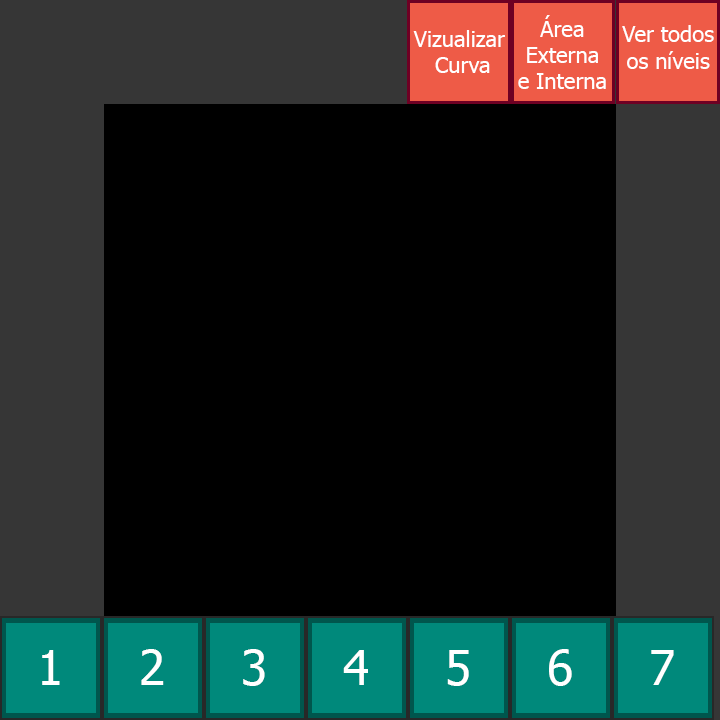 Vizualizar
Curva
Área
Externa
e Interna
Ver todos
os níveis
1
2
3
4
5
6
7